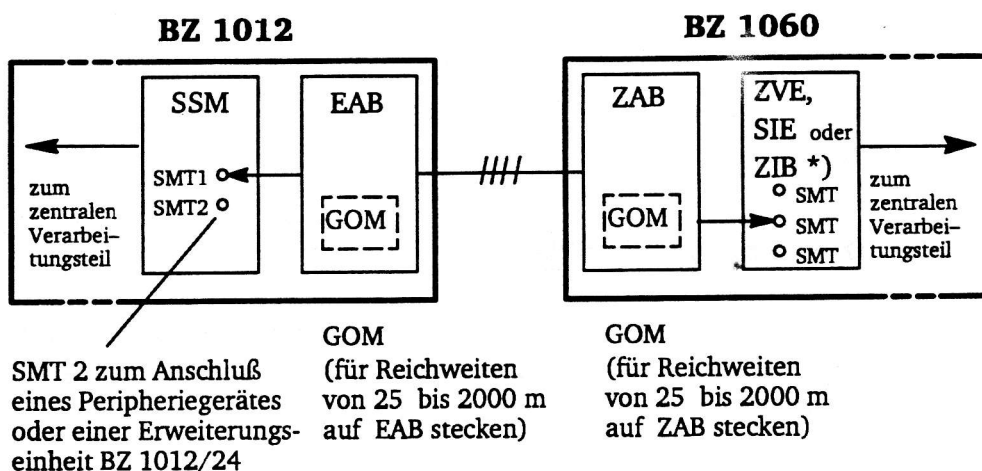 BZ 1012
BZ 1060
SSM
EAB
SMT1
SMT2
GOM
zum
zentralen
Verarbei-
tungsteil
ZAB
GOM
ZVE,
SIE oder
ZIB *)
SMT
SMT
SMT
zum
zentralen
Verarbei-
tungsteil
SMT 2 zum Anschluß
eines Peripheriegerätes
oder einer Erweiterungs-
einheit BZ 1012/24
GOM
(für Reichweiten
von 25 bis 2000 m
auf EAB stecken)
GOM
(für Reichweiten
von 25 bis 2000 m
auf ZAB stecken)